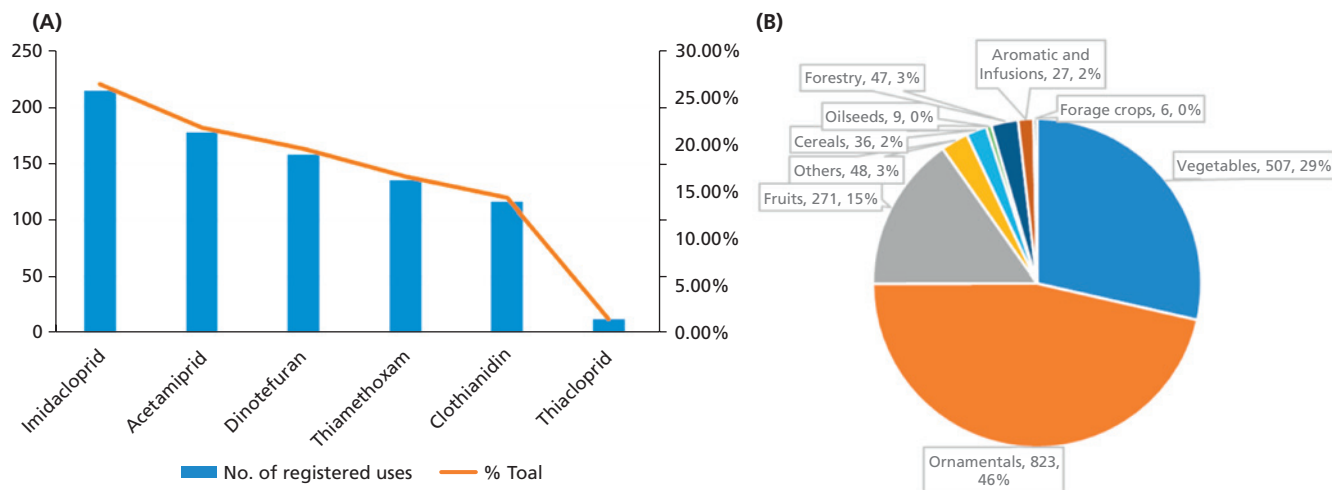 (A)
250
200
150
100
50
0
30.00%
25.00%
20.00%
15.00%
10.00%
5.00%
0.00%
Imidacloprid
Acetamiprid
Dinotefuran
Thiamethoxam
Clothianidin
Thiacloprid
No. of registered uses
% Toal
(B)
Aromatic and
Infusions, 27, 2%
Forestry, 47, 3%
Forage crops, 6, 0%
Oilseeds, 9, 0%
Cereals, 36, 2%
Vegetables, 507, 29%
Others, 48, 3%
Fruits, 271, 15%
Ornamentals, 823,
46%